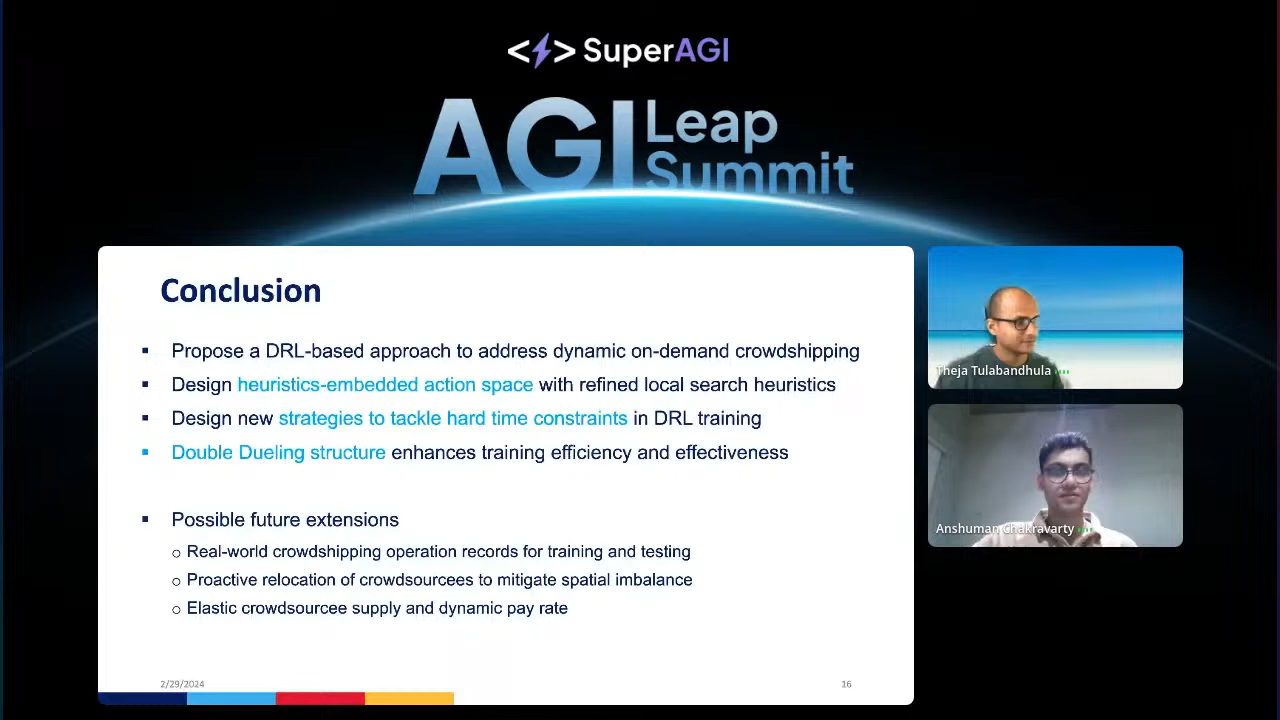 <> SuperAGI
AGI Leap
Summit
Conclusion
▪ Propose a DRL-based approach to address dynamic on-demand crowdshipping
▪ Design heuristics-embedded action space with refined local search heuristics
▪ Design new strategies to tackle hard time constraints in DRL training
▪ Double Dueling structure enhances training efficiency and effectiveness
▪ Possible future extensions
o Real-world crowdshipping operation records for training and testing
o Proactive relocation of crowdsourcees to mitigate spatial imbalance
o Elastic crowdsourcee supply and dynamic pay rate
2/29/2024
16
Theja Tulabandhula
Anshuman Chakravarty